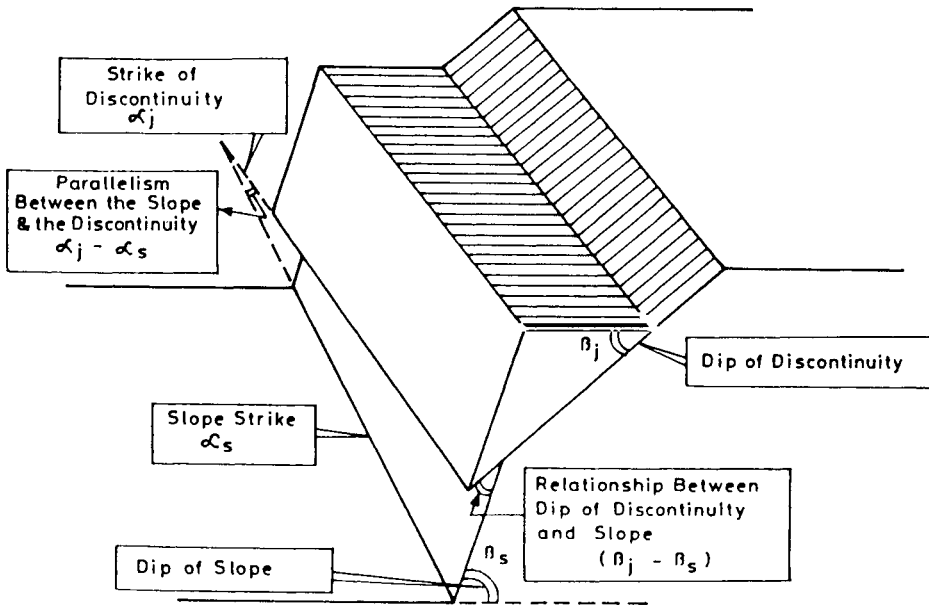 Strike of
Discontinuity
αj
Parallelism
Between the Slope
& the Discontinuity
αj - αs
βj
Dip of Discontinuity
Slope Strike
αs
Relationship Between
Dip of Discontinuity
and Slope
(βj - βs)
βs
Dip of Slope